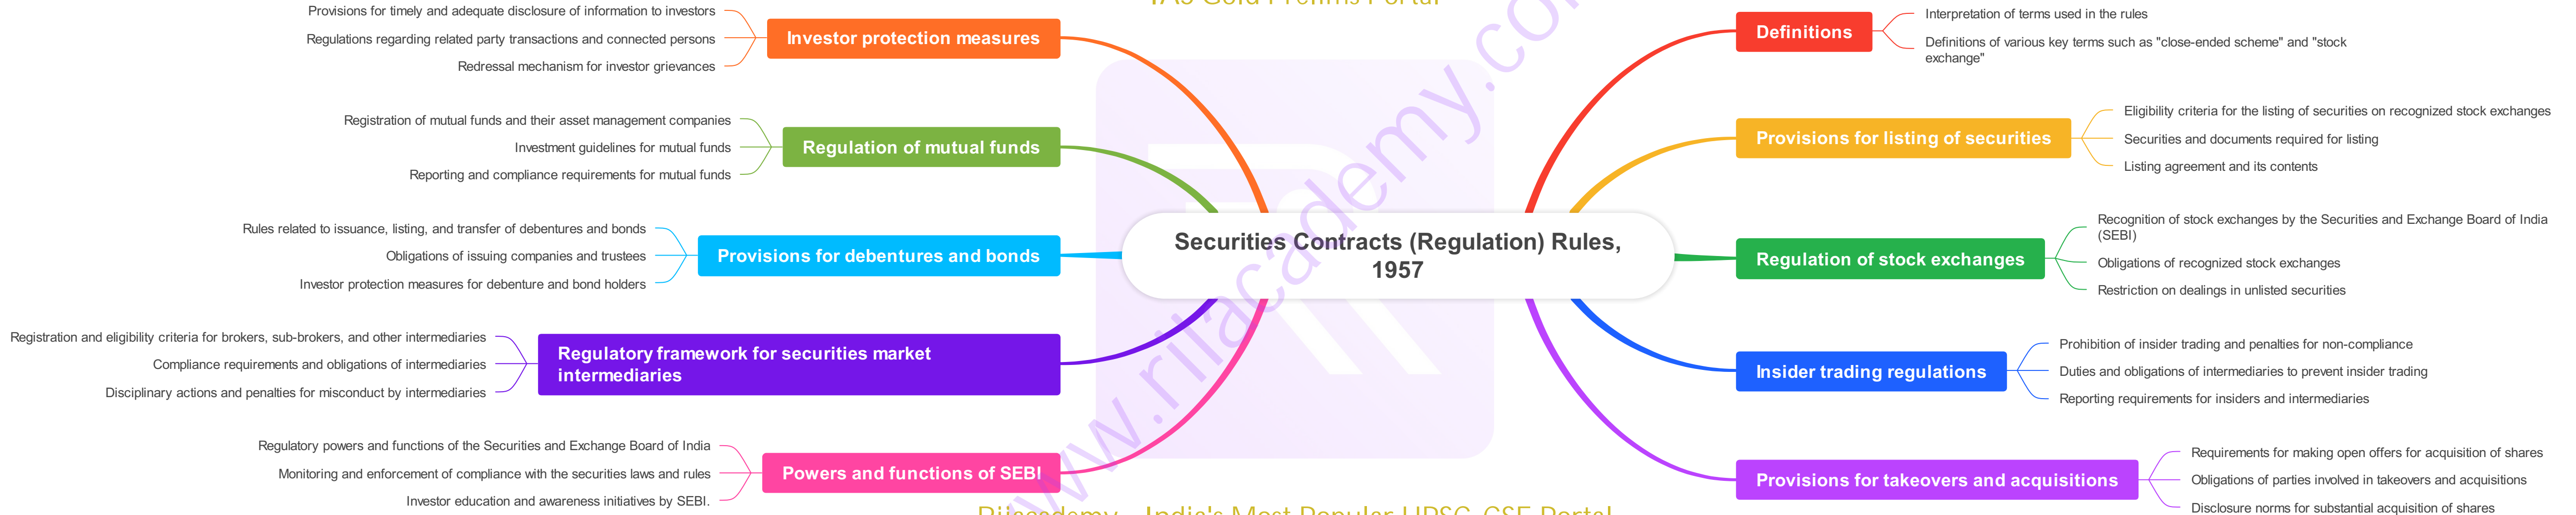 IAS Gold Prelims Portal
Securities Contracts (Regulation) Rules,
1957
Definitions
Interpretation of terms used in the rules
Definitions of various key terms such as "close-ended scheme" and "stock
exchange"
Provisions for listing of securities
Eligibility criteria for the listing of securities on recognized stock exchanges
Securities and documents required for listing
Listing agreement and its contents
Regulation of stock exchanges
Recognition of stock exchanges by the Securities and Exchange Board of India
(SEBI)
Obligations of recognized stock exchanges
Restriction on dealings in unlisted securities
Insider trading regulations
Prohibition of insider trading and penalties for non-compliance
Duties and obligations of intermediaries to prevent insider trading
Reporting requirements for insiders and intermediaries
Provisions for takeovers and acquisitions
Requirements for making open offers for acquisition of shares
Obligations of parties involved in takeovers and acquisitions
Disclosure norms for substantial acquisition of shares
Investor protection measures
Provisions for timely and adequate disclosure of information to investors
Regulations regarding related party transactions and connected persons
Redressal mechanism for investor grievances
Regulation of mutual funds
Registration of mutual funds and their asset management companies
Investment guidelines for mutual funds
Reporting and compliance requirements for mutual funds
Provisions for debentures and bonds
Rules related to issuance, listing, and transfer of debentures and bonds
Obligations of issuing companies and trustees
Investor protection measures for debenture and bond holders
Regulatory framework for securities market
intermediaries
Registration and eligibility criteria for brokers, sub-brokers, and other intermediaries
Compliance requirements and obligations of intermediaries
Disciplinary actions and penalties for misconduct by intermediaries
Powers and functions of SEBI
Regulatory powers and functions of the Securities and Exchange Board of India
Monitoring and enforcement of compliance with the securities laws and rules
Investor education and awareness initiatives by SEBI.
www.rijiacademy.com
Rijiacademy - India's Most Popular UPSC-CSE Portal